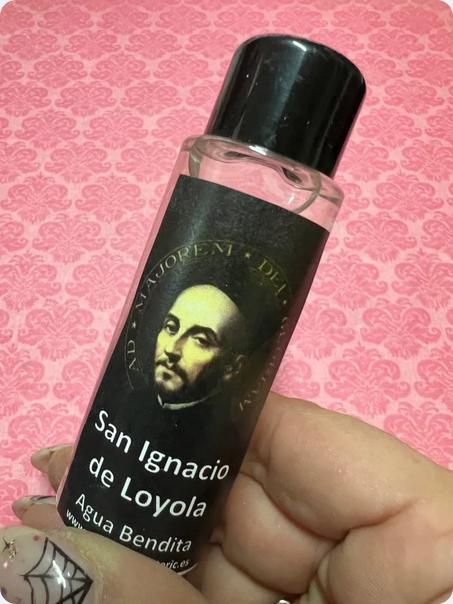 AD • MAJOREM • DEI •
San Ignacio
de Loyola
Agua Bendita